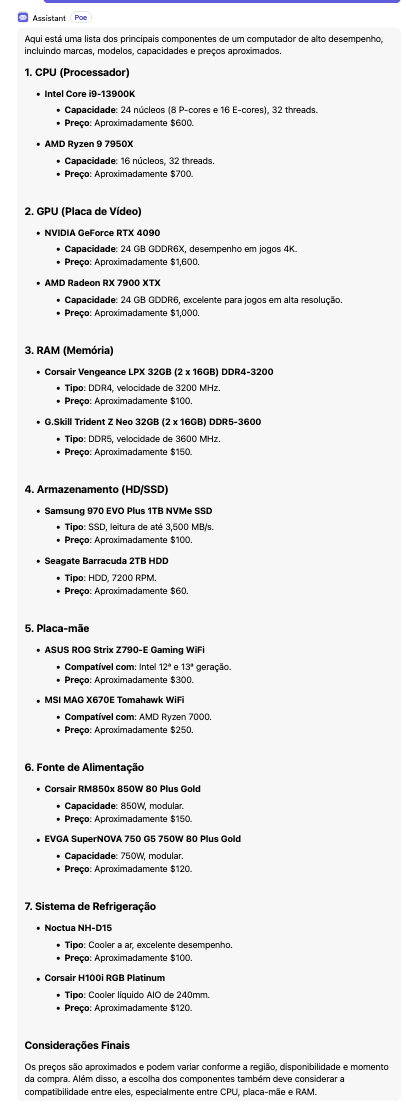 Assistant Poe
Aqui está uma lista dos principais componentes de um computador de alto desempenho,
incluindo marcas, modelos, capacidades e preços aproximados.
1. CPU (Processador)
• Intel Core i9-13900K
• Capacidade: 24 núcleos (8 P-cores e 16 E-cores), 32 threads.
• Preço: Aproximadamente $600.
• AMD Ryzen 9 7950X
• Capacidade: 16 núcleos, 32 threads.
• Preço: Aproximadamente $700.
2. GPU (Placa de Vídeo)
• NVIDIA GeForce RTX 4090
• Capacidade: 24 GB GDDR6X, desempenho em jogos 4K.
• Preço: Aproximadamente $1,600.
• AMD Radeon RX 7900 XTX
• Capacidade: 24 GB GDDR6, excelente para jogos em alta resolução.
• Preço: Aproximadamente $1,000.
3. RAM (Memória)
• Corsair Vengeance LPX 32GB (2 x 16GB) DDR4-3200
• Tipo: DDR4, velocidade de 3200 MHz.
• Preço: Aproximadamente $100.
• G.Skill Trident Z Neo 32GB (2 x 16GB) DDR5-3600
• Tipo: DDR5, velocidade de 3600 MHz.
• Preço: Aproximadamente $150.
4. Armazenamento (HD/SSD)
• Samsung 970 EVO Plus 1TB NVMe SSD
• Tipo: SSD, leitura de até 3,500 MB/s.
• Preço: Aproximadamente $100.
• Seagate Barracuda 2TB HDD
• Tipo: HDD, 7200 RPM.
• Preço: Aproximadamente $60.
5. Placa-mãe
• ASUS ROG Strix Z790-E Gaming WiFi
• Compatível com: Intel 12ª e 13ª geração.
• Preço: Aproximadamente $300.
• MSI MAG X670E Tomahawk WiFi
• Compatível com: AMD Ryzen 7000.
• Preço: Aproximadamente $250.
6. Fonte de Alimentação
• Corsair RM850x 850W 80 Plus Gold
• Capacidade: 850W, modular.
• Preço: Aproximadamente $150.
• EVGA SuperNOVA 750 G5 750W 80 Plus Gold
• Capacidade: 750W, modular.
• Preço: Aproximadamente $120.
7. Sistema de Refrigeração
• Noctua NH-D15
• Tipo: Cooler a ar, excelente desempenho.
• Preço: Aproximadamente $100.
• Corsair H100i RGB Platinum
• Tipo: Cooler líquido AIO de 240mm.
• Preço: Aproximadamente $120.
Considerações Finais
Os preços são aproximados e podem variar conforme a região, disponibilidade e momento
da compra. Além disso, a escolha dos componentes também deve considerar a
compatibilidade entre eles, especialmente entre CPU, placa-mãe e RAM.